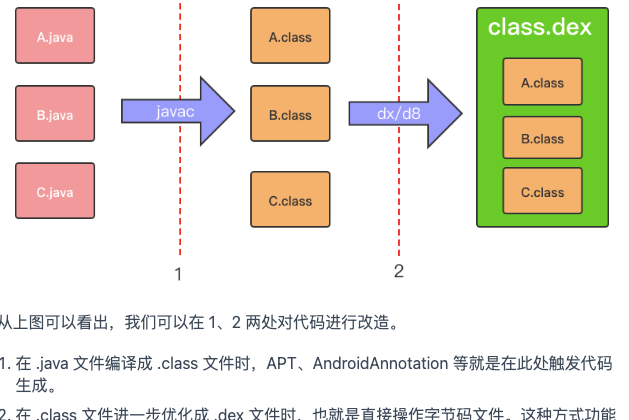 A.java
A.class
class.dex
A.class
B.java
javac
B.class
dx/d8
B.class
C.java
C.class
C.class
1
2
从上图可以看出，我们可以在 1、2 两处对代码进行改造。
1. 在 .java 文件编译成 .class 文件时，APT、AndroidAnnotation 等就是在此处触发代码
生成。
2. 在 .class 文件进一步优化成 .dex 文件时，也就是直接操作字节码文件。这种方式功能